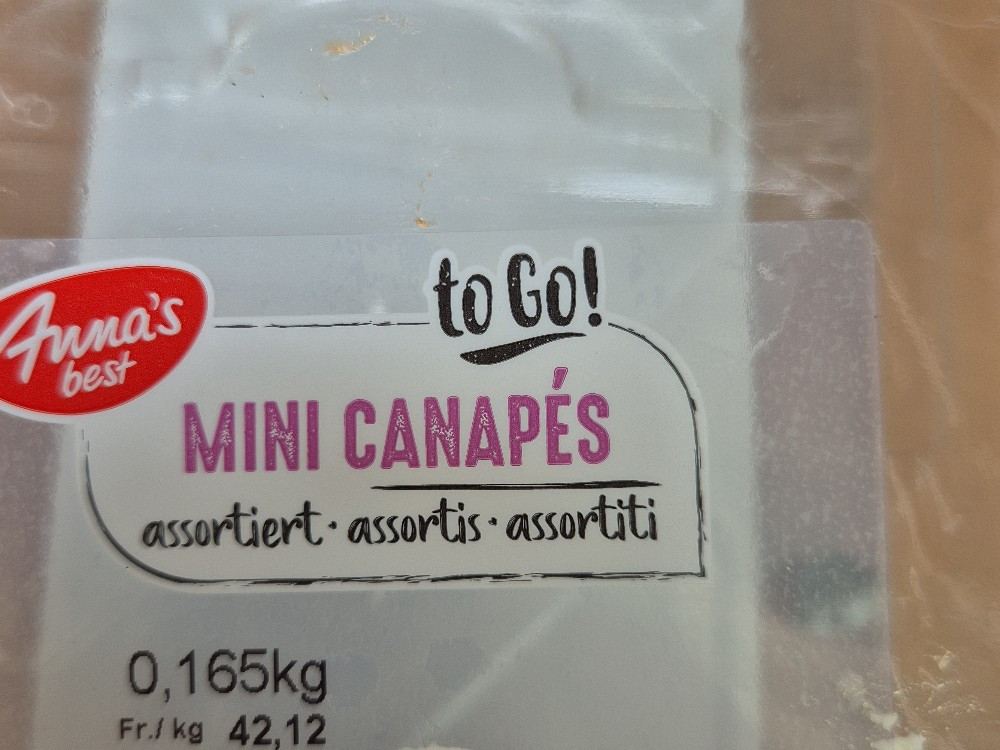 to Go!
Anna's
best
MINI CANAPÉS
assortiert · assortis · assortiti
0,165kg
Fr./ kg 42,12